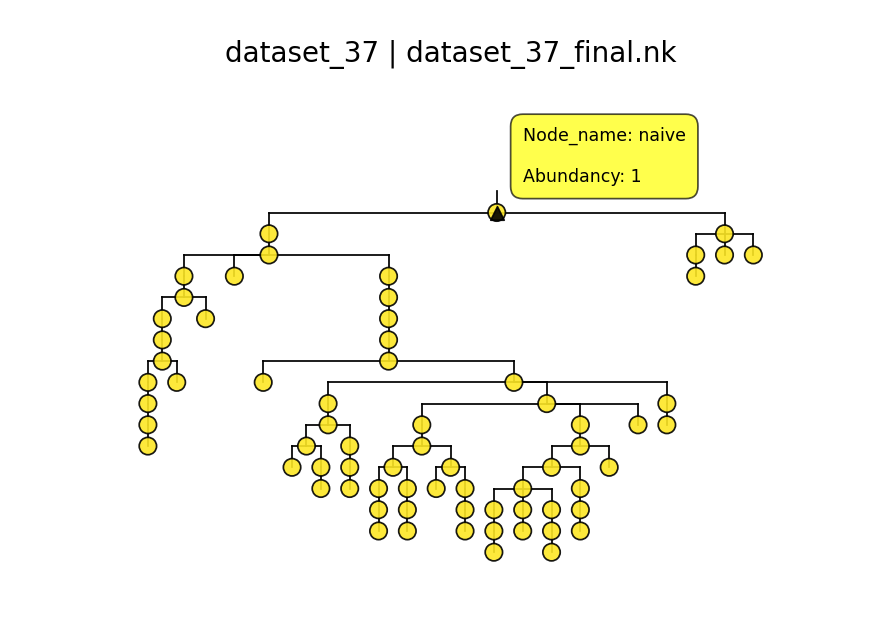 dataset_37 | dataset_37_final.nk
Node_name: naive
Abundancy: 1